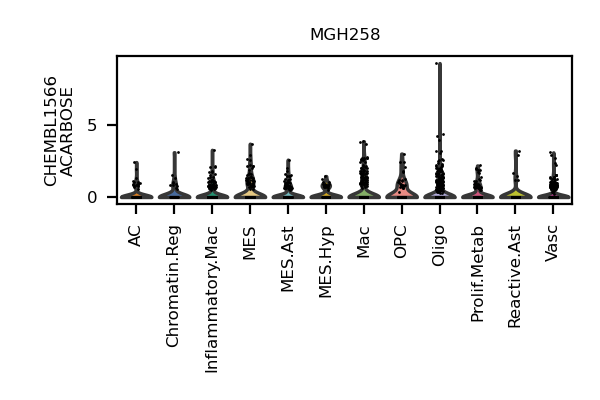 MGH258
CHEMBL1566
ACARBOSE
5
0
AC
Chromatin.Reg
Inflammatory.Mac
MES
MES.Ast
MES.Hyp
Mac
OPC
Oligo
Prolif.Metab
Reactive.Ast
Vasc